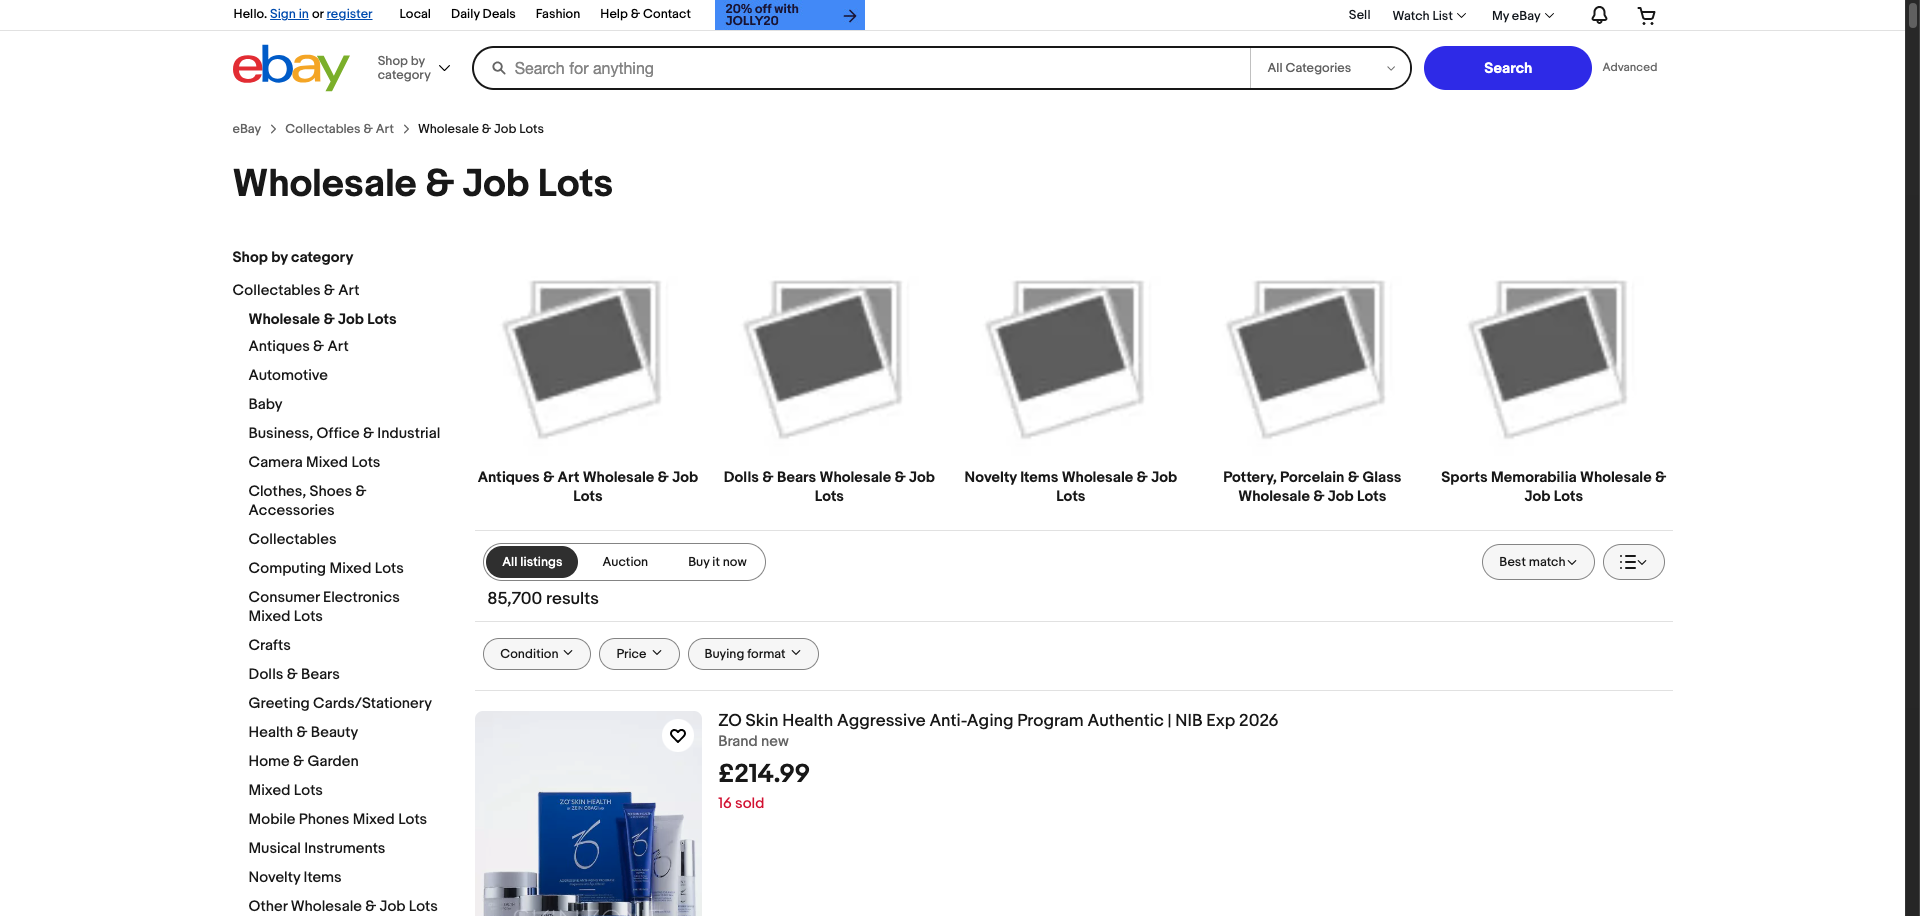 Hello. Sign in or register
Local
Daily Deals
Fashion
Help & Contact
20% off with
JOLLY20
Sell
Watch List
My eBay
ebay
Shop by
category
Search for anything
All Categories
Search
Advanced
eBay
Collectables & Art
Wholesale & Job Lots
Wholesale & Job Lots
Shop by category
Collectables & Art
Wholesale & Job Lots
Antiques & Art
Automotive
Baby
Business, Office & Industrial
Camera Mixed Lots
Clothes, Shoes &
Accessories
Collectables
Computing Mixed Lots
Consumer Electronics
Mixed Lots
Crafts
Dolls & Bears
Greeting Cards/Stationery
Health & Beauty
Home & Garden
Mixed Lots
Mobile Phones Mixed Lots
Musical Instruments
Novelty Items
Other Wholesale & Job Lots
Antiques & Art Wholesale & Job
Lots
Dolls & Bears Wholesale & Job
Lots
Novelty Items Wholesale & Job
Lots
Pottery, Porcelain & Glass
Wholesale & Job Lots
Sports Memorabilia Wholesale &
Job Lots
All listings
Auction
Buy it now
Best match
85,700 results
Condition
Price
Buying format
ZO Skin Health Aggressive Anti-Aging Program Authentic | NIB Exp 2026
Brand new
£214.99
16 sold
ZO SKIN HEALTH